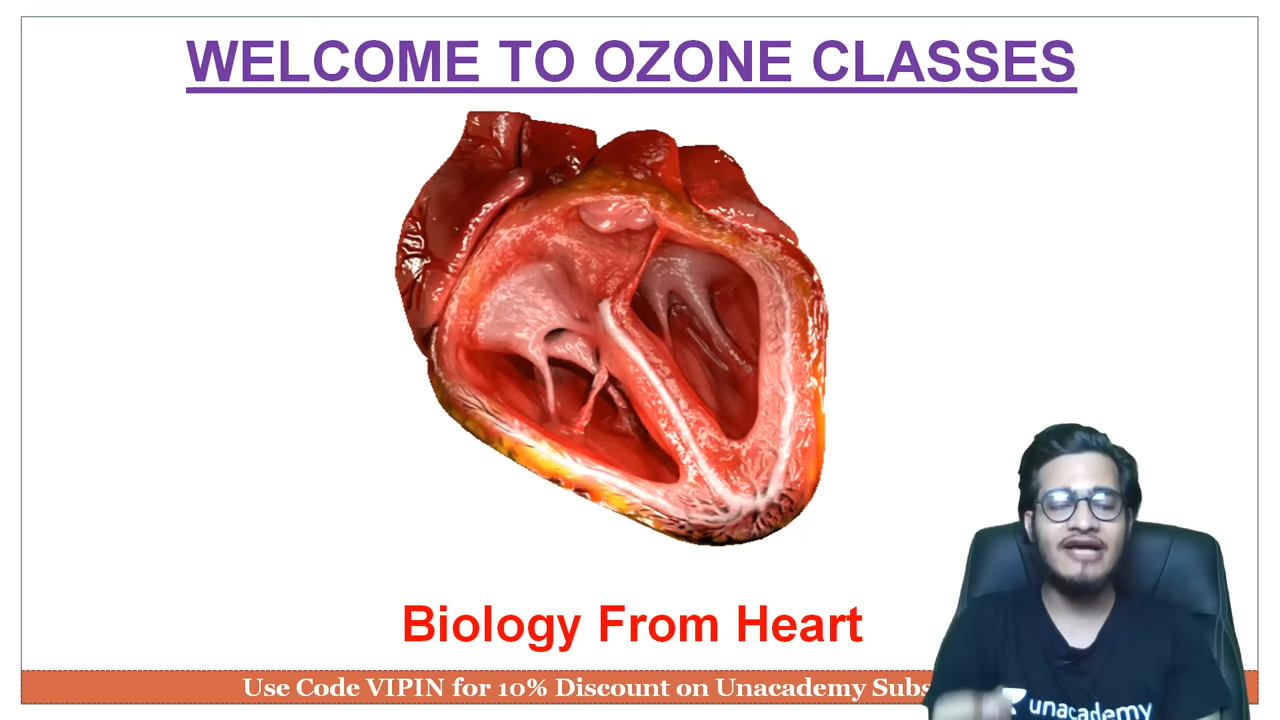 WELCOME TO OZONE CLASSES
Biology From Heart
Use Code VIPIN for 10% Discount on Unacademy Subs
unacademy